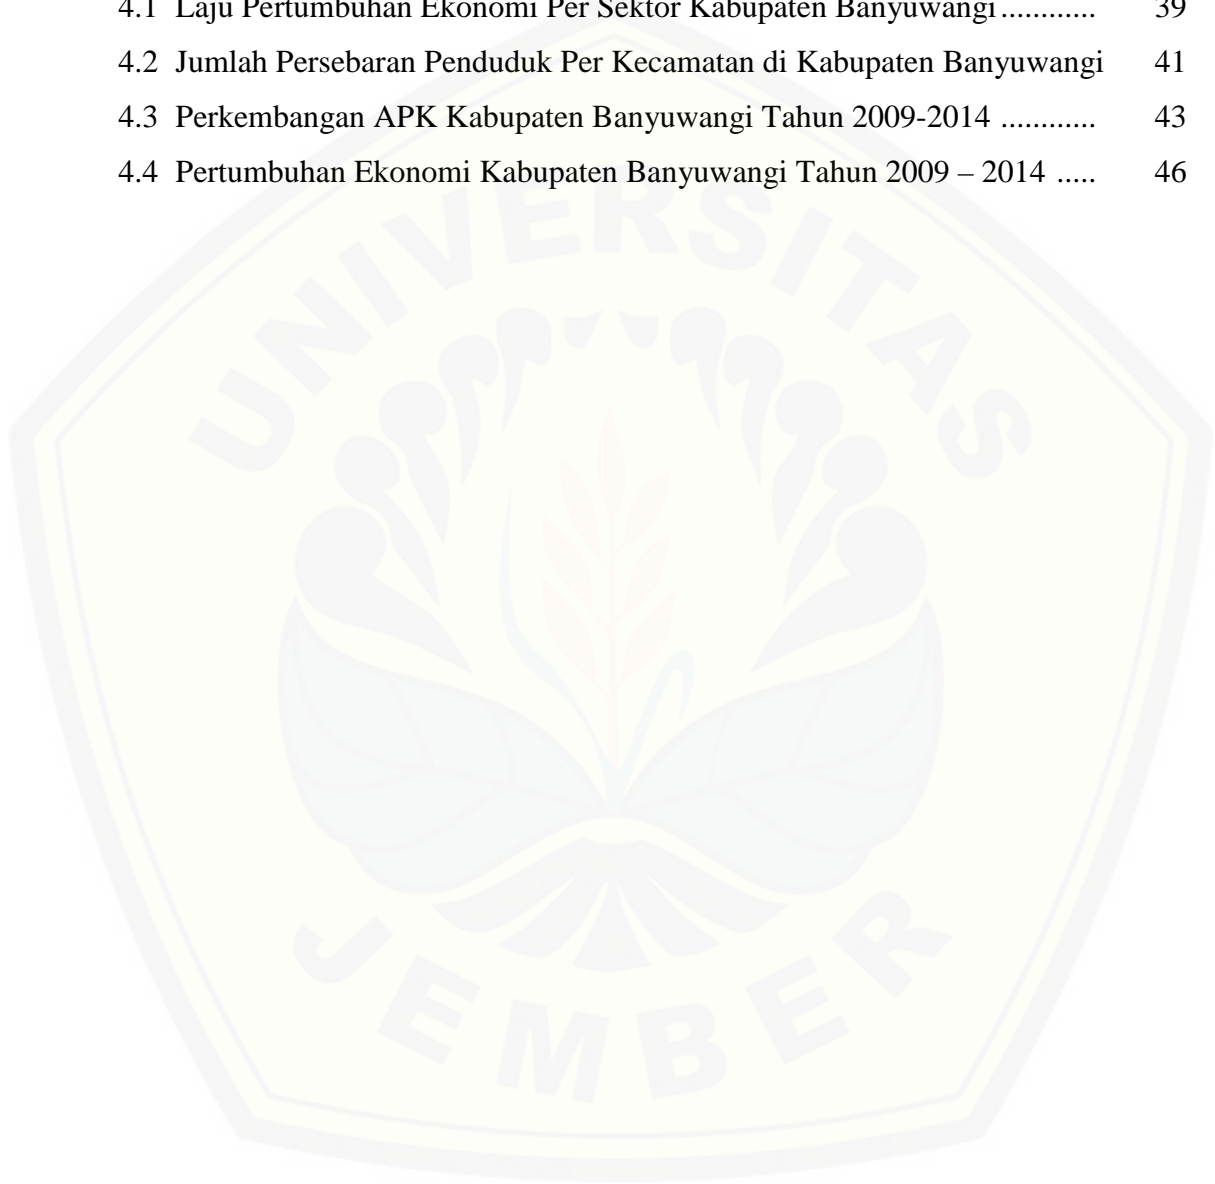 4.1 Laju Pertumbuhan Ekonomi Per Sektor Kabupaten Banyuwangi ............ 39
4.2 Jumlah Persebaran Penduduk Per Kecamatan di Kabupaten Banyuwangi 41
4.3 Perkembangan APK Kabupaten Banyuwangi Tahun 2009-2014 ............ 43
4.4 Pertumbuhan Ekonomi Kabupaten Banyuwangi Tahun 2009 – 2014 ..... 46
UNIVERSITAS
JEMBER